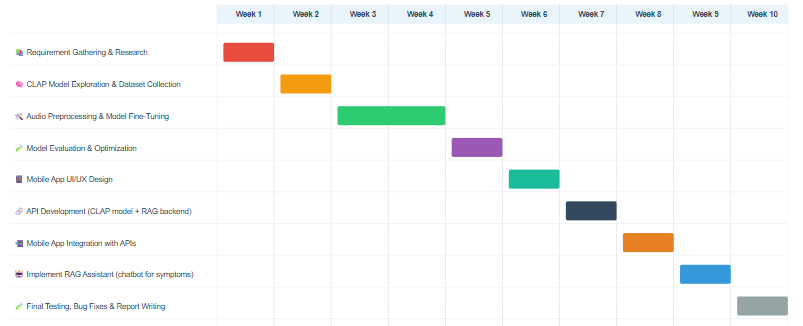 Week 1 Week 2 Week 3 Week 4 Week 5 Week 6 Week 7 Week 8 Week 9 Week 10
Requirement Gathering & Research
CLAP Model Exploration & Dataset Collection
Audio Preprocessing & Model Fine-Tuning
Model Evaluation & Optimization
Mobile App UI/UX Design
API Development (CLAP model + RAG backend)
Mobile App Integration with APIs
Implement RAG Assistant (chatbot for symptoms)
Final Testing, Bug Fixes & Report Writing